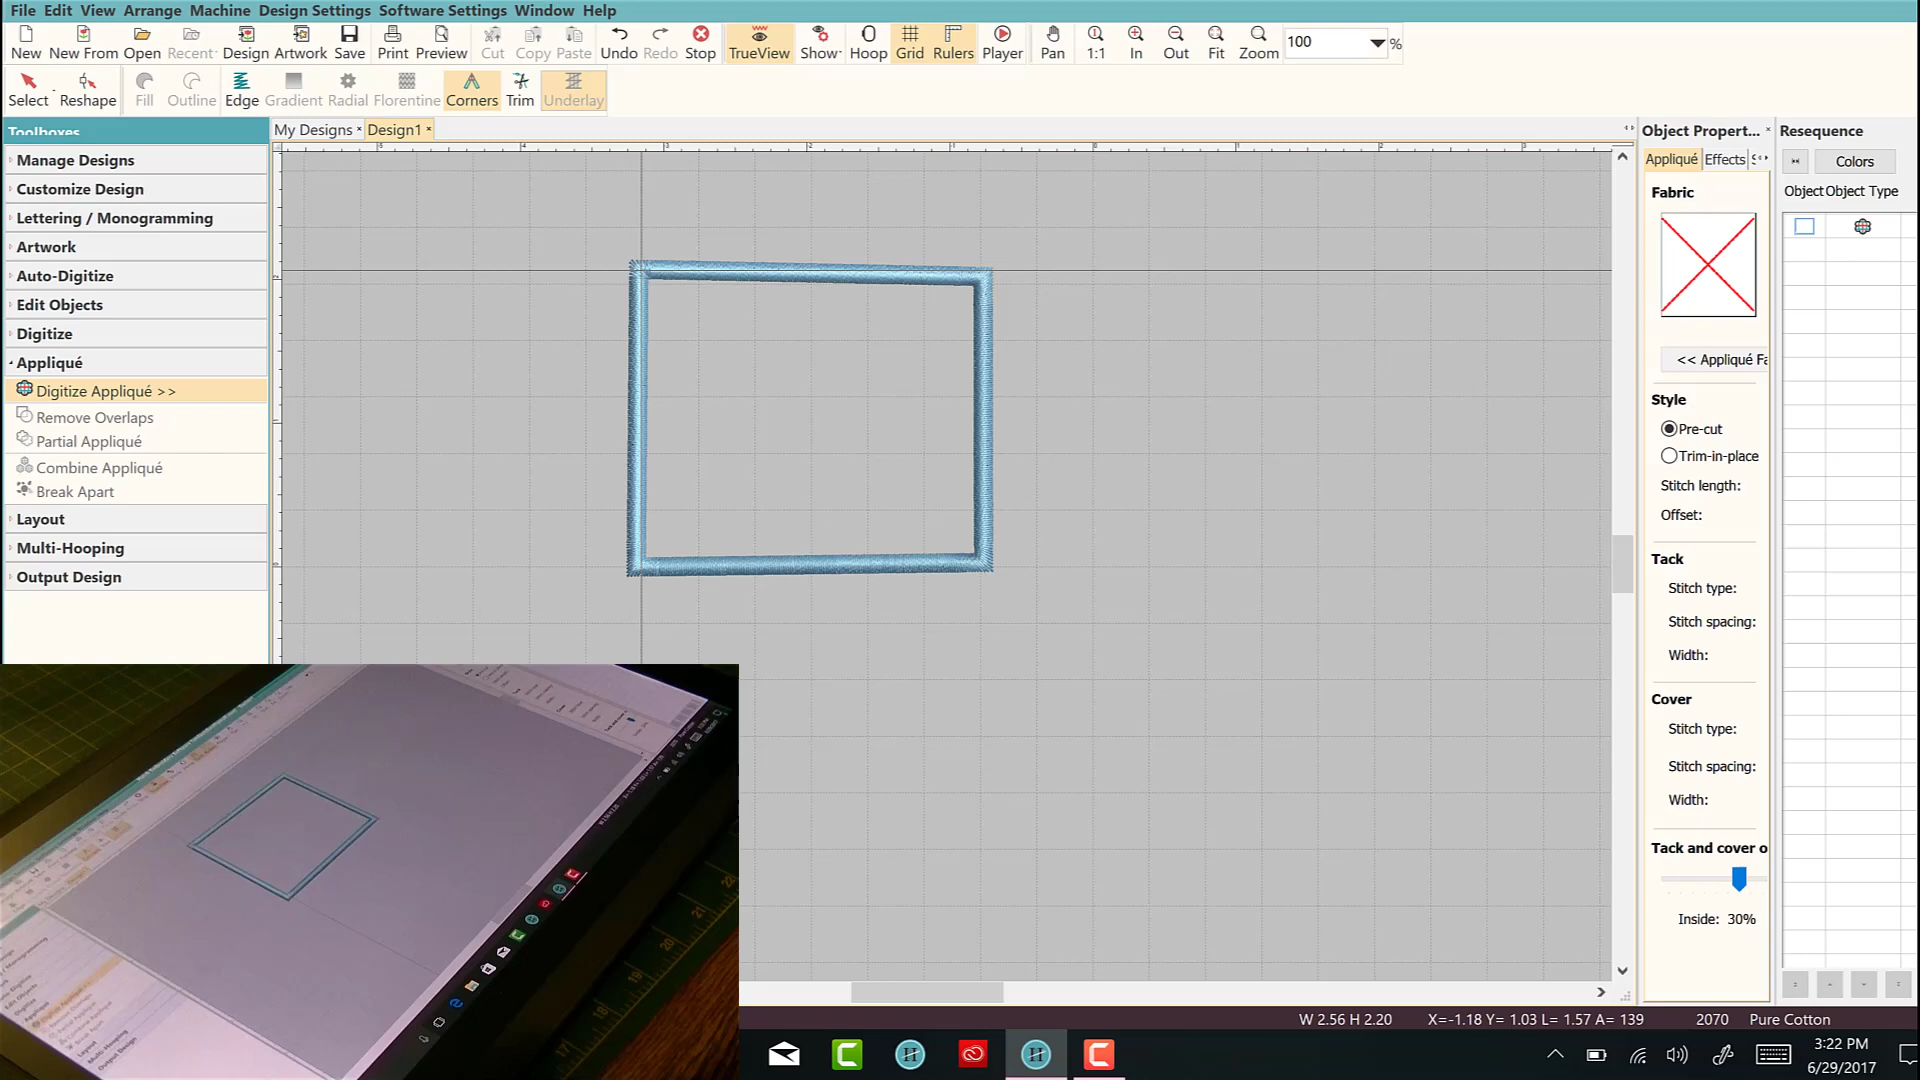 File Edit View Arrange Machine Design Settings Software Settings Window Help
New New From Open Recent Design Artwork Save Print Preview Cut Copy Paste Undo Redo Stop TrueView Show Hoop Grid Rulers Player Pan 1:1 In Out Fit Zoom 100 %
Select Reshape Fill Outline Edge Gradient Radial Florentine Corners Trim Underlay
Toolboxes
My Designs × Design1 ×
Manage Designs
Customize Design
Lettering / Monogramming
Artwork
Auto-Digitize
Edit Objects
Digitize
Appliqué
Digitize Appliqué >>
Remove Overlaps
Partial Appliqué
Combine Appliqué
Break Apart
Layout
Multi-Hooping
Output Design
Object Propert...
Appliqué Effects S
Fabric
<< Appliqué Fa
Style
Pre-cut
Trim-in-place
Stitch length:
Offset:
Tack
Stitch type:
Stitch spacing:
Width:
Cover
Stitch type:
Stitch spacing:
Width:
Tack and cover o
Inside: 30%
Resequence
Colors
Object Object Type
W 2.56 H 2.20 X=-1.18 Y= 1.03 L= 1.57 A= 139 2070 Pure Cotton
3:22 PM
6/29/2017